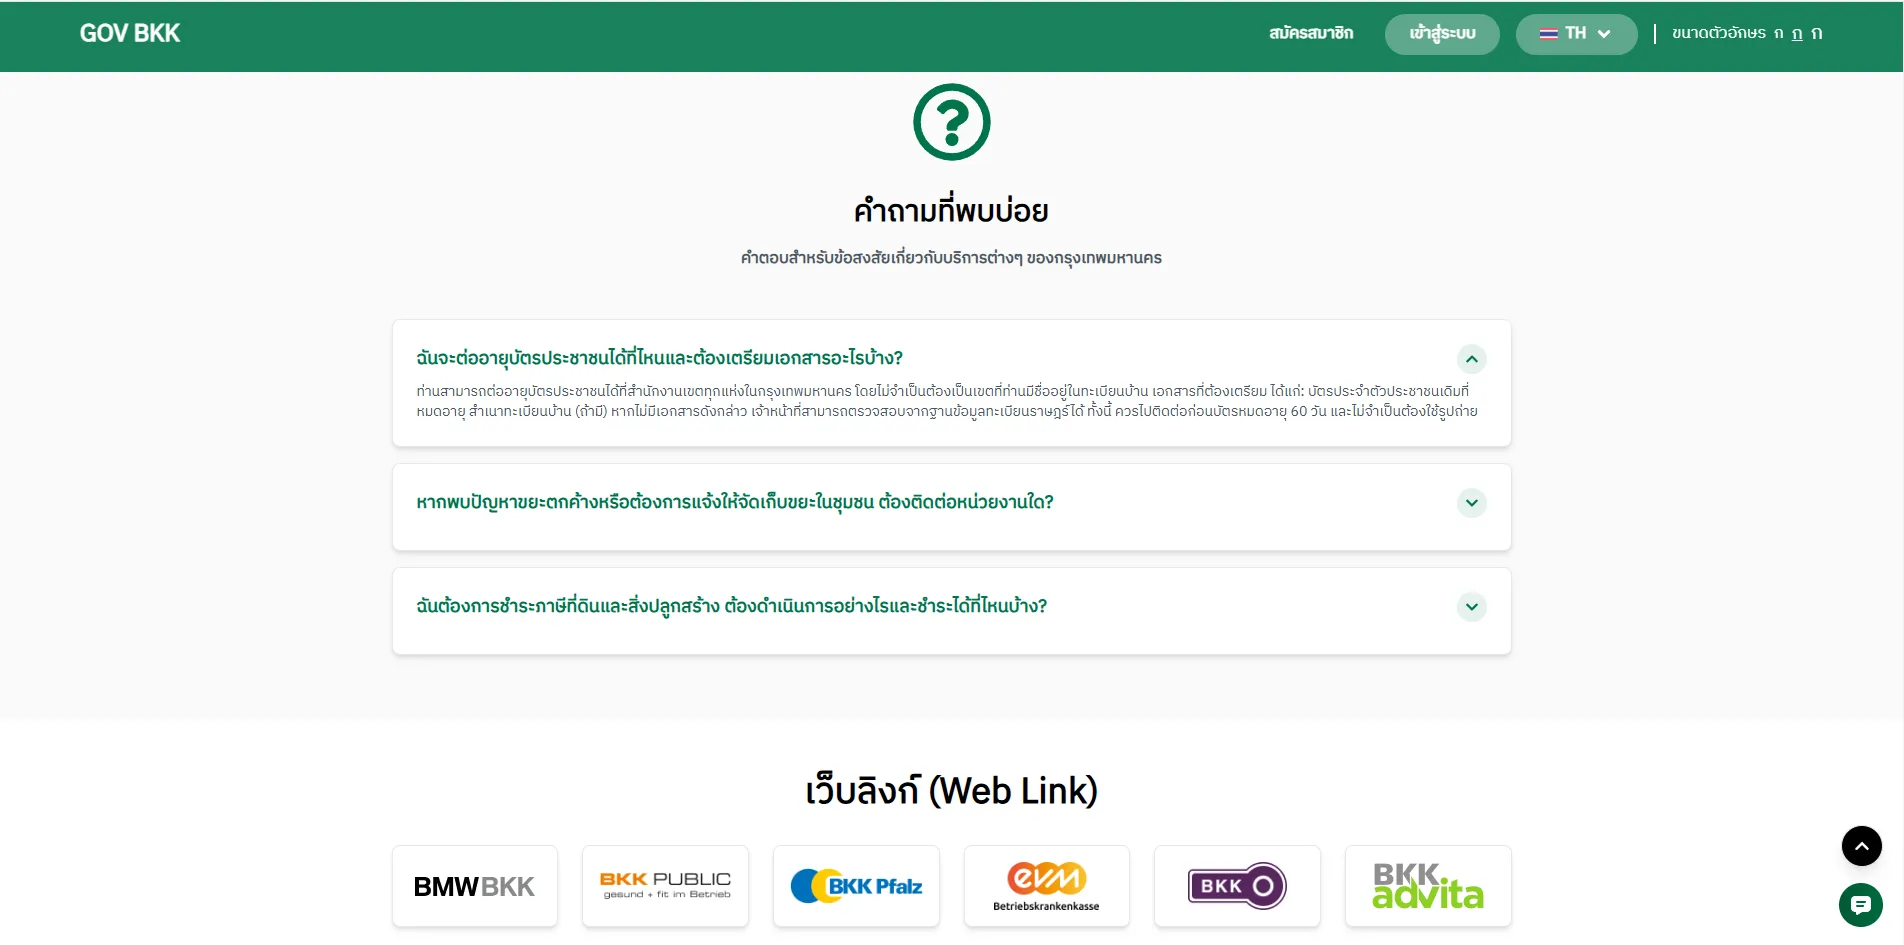 GOV BKK
สมัครสมาชิก
เข้าสู่ระบบ
TH
ขนาดตัวอักษร ก ก ก
คำถามที่พบบ่อย
คำตอบสำหรับข้อสงสัยเกี่ยวกับบริการต่างๆ ของกรุงเทพมหานคร
ฉันจะต่ออายุบัตรประชาชนได้ที่ไหนและต้องเตรียมเอกสารอะไรบ้าง?
ท่านสามารถต่ออายุบัตรประชาชนได้ที่สำนักงานเขตทุกแห่งในกรุงเทพมหานคร โดยไม่จำเป็นต้องเป็นเขตที่ท่านมีชื่ออยู่ในทะเบียนบ้าน เอกสารที่ต้องเตรียม ได้แก่: บัตรประจำตัวประชาชนเดิมที่
หมดอายุ สำเนาทะเบียนบ้าน (ถ้ามี) หากไม่มีเอกสารดังกล่าว เจ้าหน้าที่สามารถตรวจสอบจากฐานข้อมูลทะเบียนราษฎร์ได้ ทั้งนี้ ควรไปติดต่อก่อนบัตรหมดอายุ 60 วัน และไม่จำเป็นต้องใช้รูปถ่าย
หากพบปัญหาขยะตกค้างหรือต้องการแจ้งให้จัดเก็บขยะในชุมชน ต้องติดต่อหน่วยงานใด?
ฉันต้องการชำระภาษีที่ดินและสิ่งปลูกสร้าง ต้องดำเนินการอย่างไรและชำระได้ที่ไหนบ้าง?
เว็บลิงก์ (Web Link)
BMW BKK
BKK PUBLIC
gesund + fit im Betrieb
BKK Pfalz
evm
Betriebskrankenkasse
BKK
BKK
advita